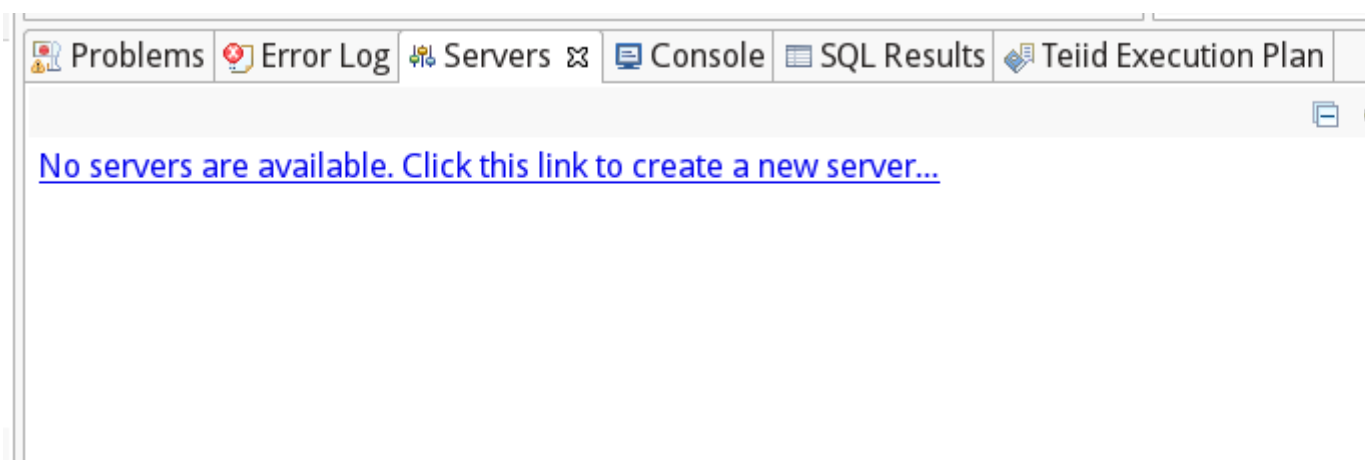 Problems Error Log Servers Console SQL Results Teiid Execution Plan
No servers are available. Click this link to create a new server...